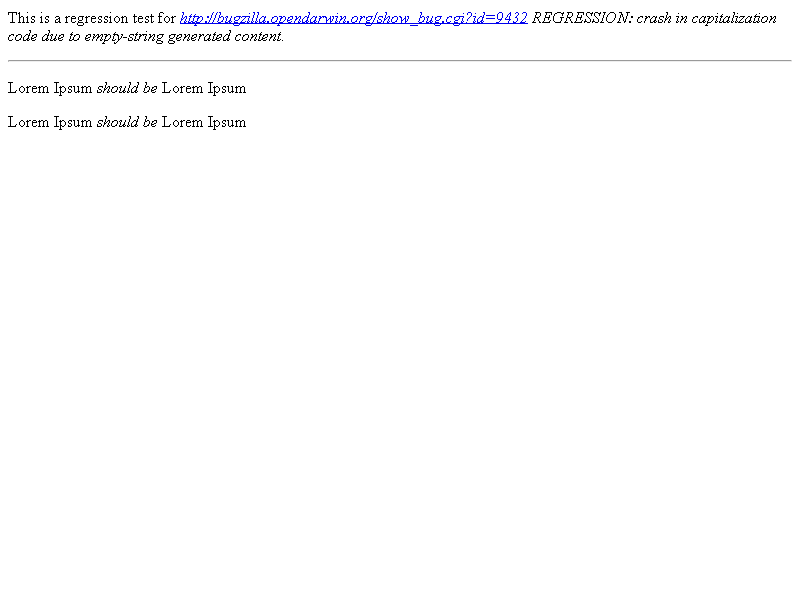 This is a regression test for http://bugzilla.opendarwin.org/show_bug.cgi?id=9432 REGRESSION: crash in capitalization
code due to empty-string generated content.
Lorem Ipsum should be Lorem Ipsum
Lorem Ipsum should be Lorem Ipsum